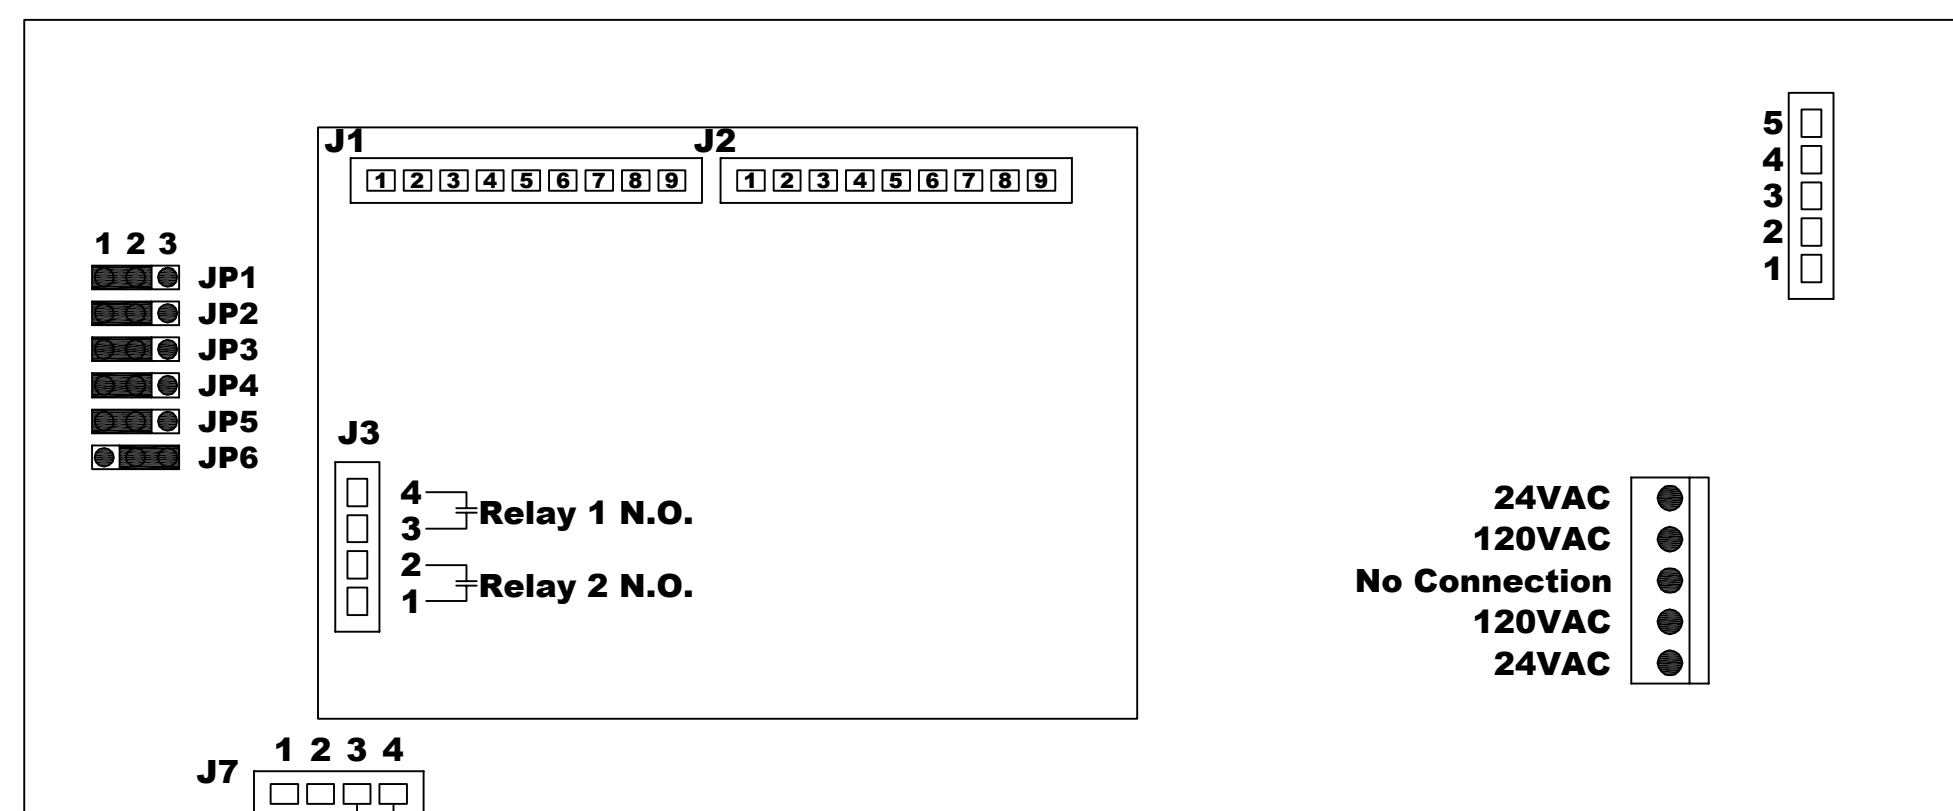 J1 J2
1 2 3 4 5 6 7 8 9 1 2 3 4 5 6 7 8 9
5
4
3
2
1
1 2 3
JP1
JP2
JP3
JP4
JP5
JP6
J3
4
Relay 1 N.O.
3
2
Relay 2 N.O.
1
24VAC
120VAC
No Connection
120VAC
24VAC
1 2 3 4
J7